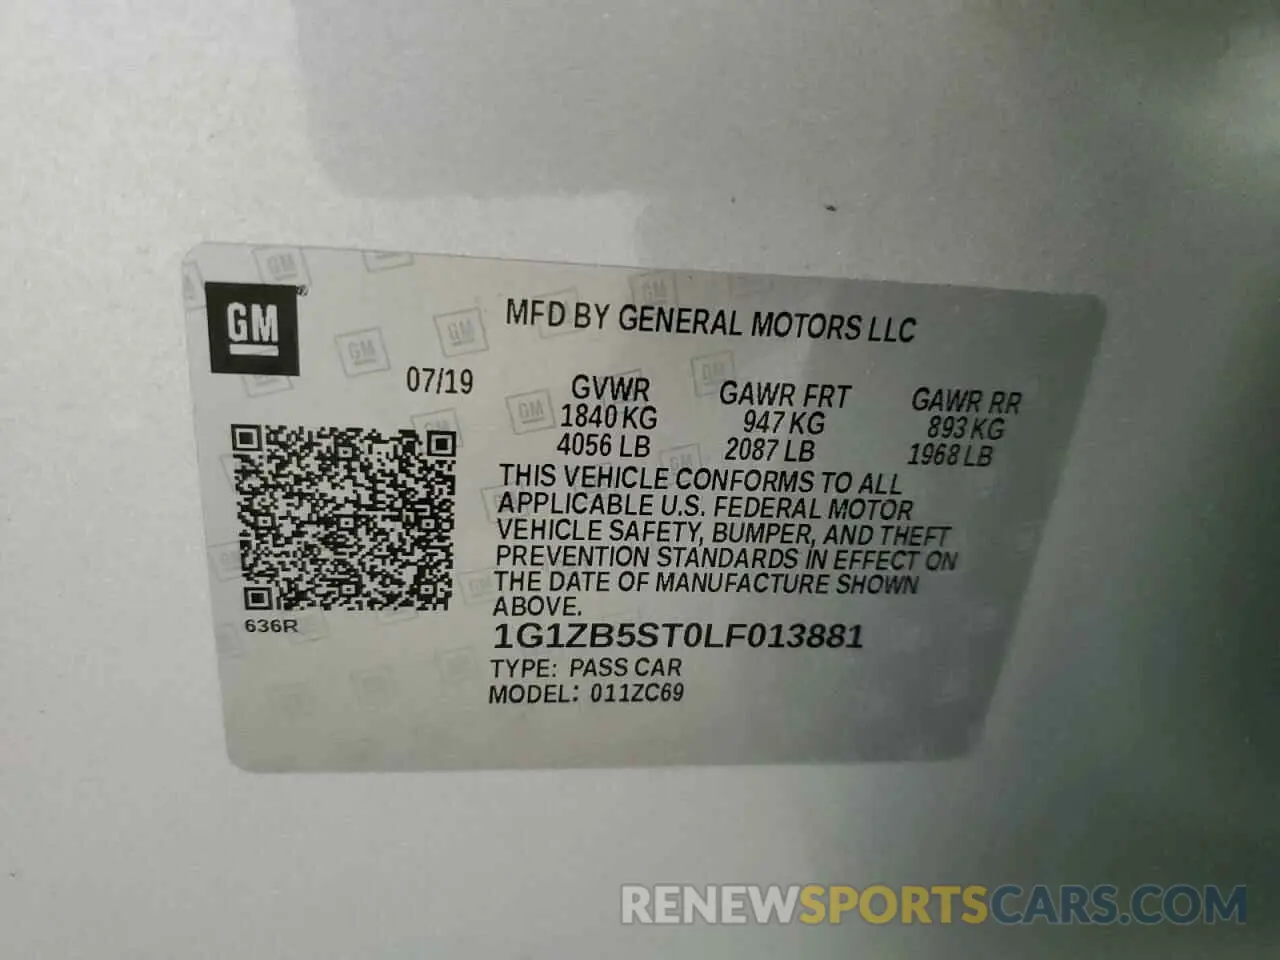 GM
MFD BY GENERAL MOTORS LLC
07/19
GVWR GAWR FRT GAWR RR
1840 KG 947 KG 893 KG
4056 LB 2087 LB 1968 LB
THIS VEHICLE CONFORMS TO ALL
APPLICABLE U.S. FEDERAL MOTOR
VEHICLE SAFETY, BUMPER, AND THEFT
PREVENTION STANDARDS IN EFFECT ON
THE DATE OF MANUFACTURE SHOWN
ABOVE.
636R
1G1ZB5ST0LF013881
TYPE: PASS CAR
MODEL: 011ZC69
RENEWSPORTSCARS.COM